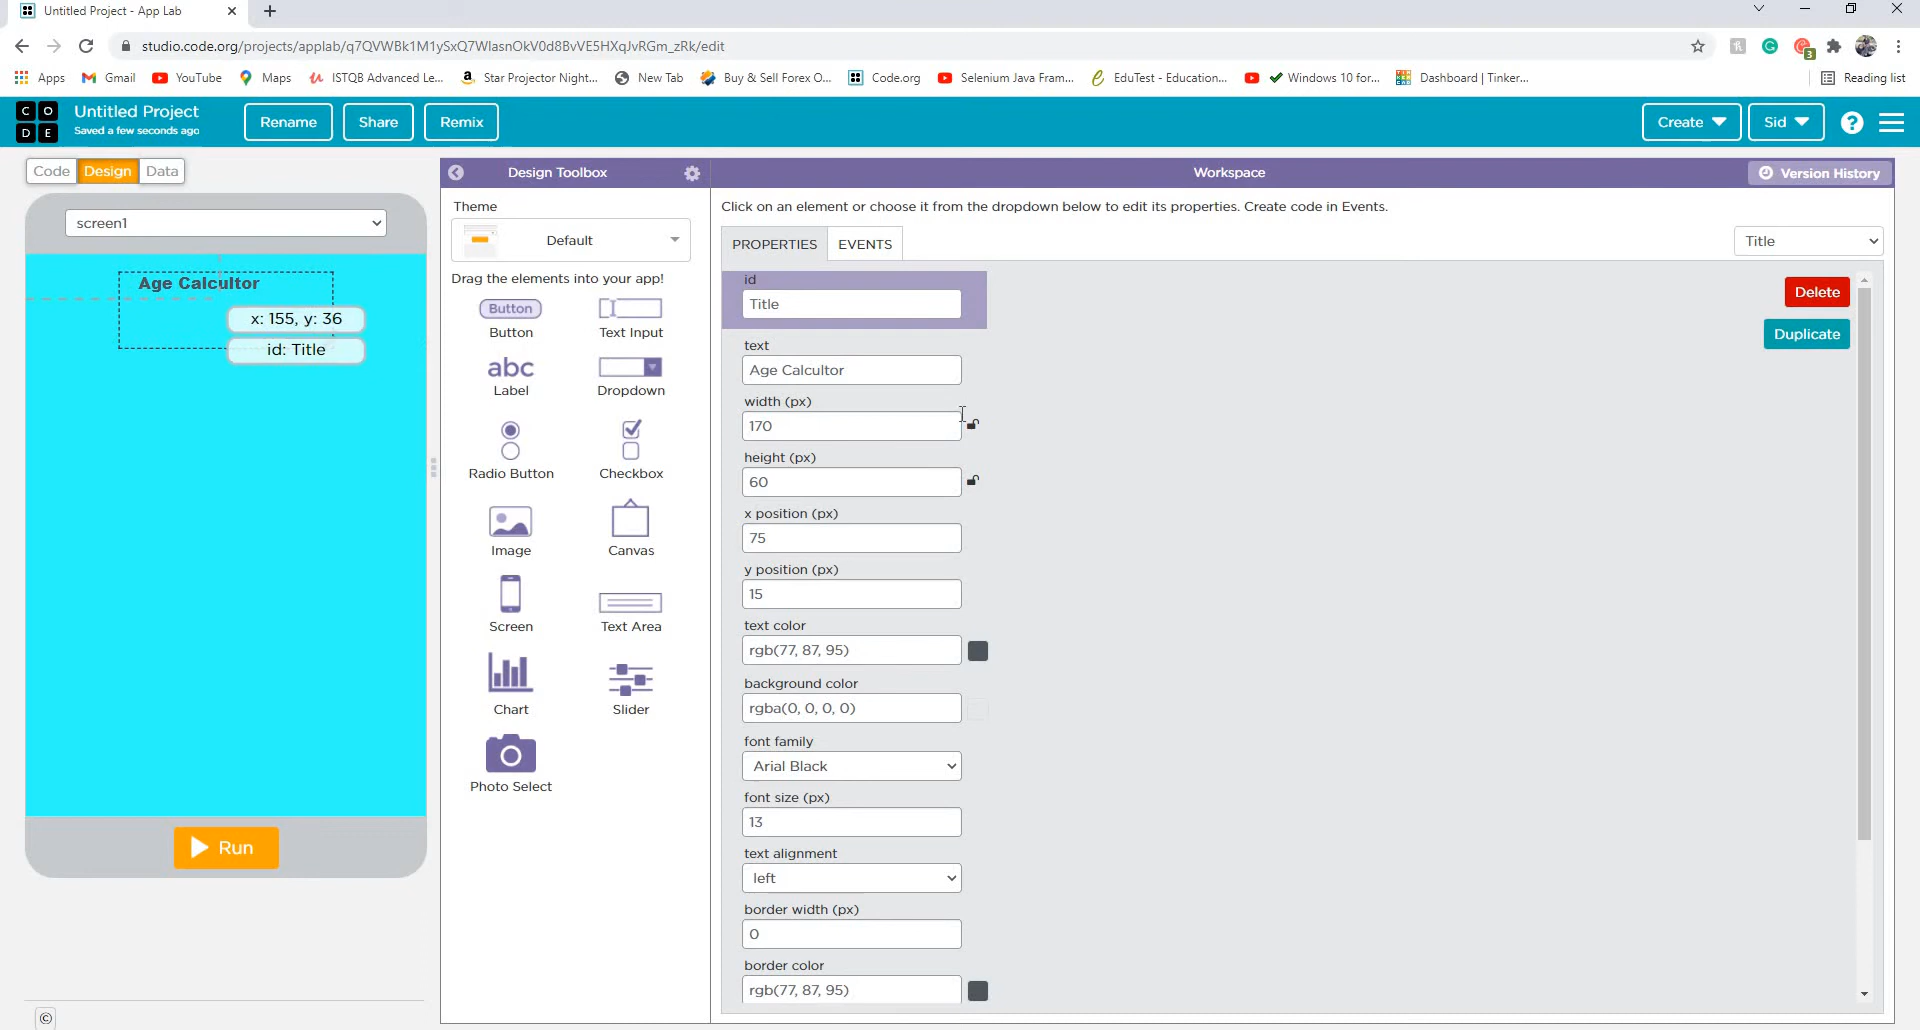 Untitled Project - App Lab
studio.code.org/projects/applab/q7QVWBk1M1ySxQ7WlasnOkV0d8BvVE5HXqJvRGm_zRk/edit
3
Apps Gmail YouTube Maps ISTQB Advanced Le... Star Projector Night... New Tab Buy & Sell Forex O... Code.org Selenium Java Fram... EduTest - Education... Windows 10 for... Dashboard | Tinker... Reading list
C O
D E
Untitled Project
Saved a few seconds ago
Rename Share Remix Create Sid ?
Code Design Data
Design Toolbox
Workspace
Version History
screen1
Age Calcultor
x: 155, y: 36
id: Title
Run
©
Theme
Default
Drag the elements into your app!
Button
Button Text Input
abc
Label Dropdown
Radio Button Checkbox
Image Canvas
Screen Text Area
Chart Slider
Photo Select
Click on an element or choose it from the dropdown below to edit its properties. Create code in Events.
PROPERTIES EVENTS
Title
Delete
Duplicate
id
Title
text
Age Calcultor
width (px)
170
height (px)
60
x position (px)
75
y position (px)
15
text color
rgb(77, 87, 95)
background color
rgba(0, 0, 0, 0)
font family
Arial Black
font size (px)
13
text alignment
left
border width (px)
0
border color
rgb(77, 87, 95)